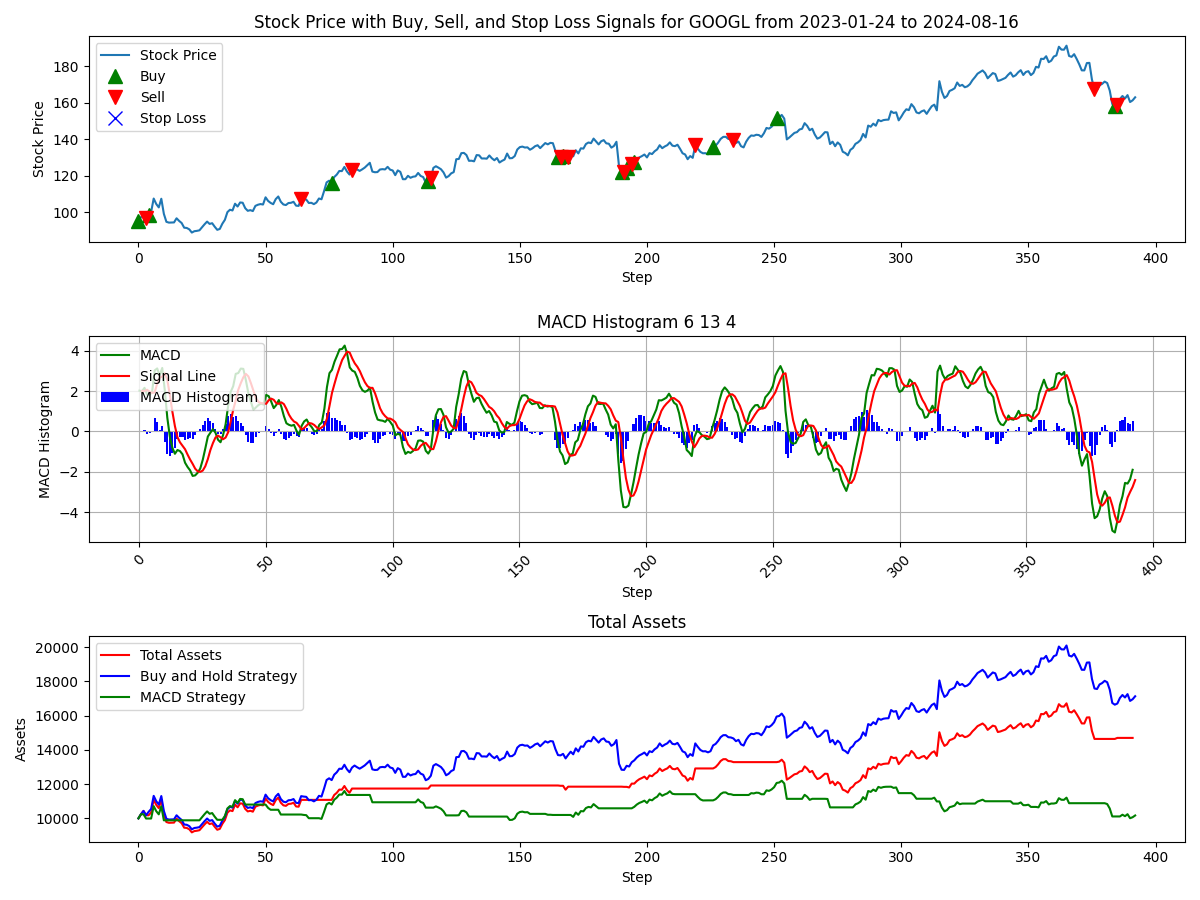 Stock Price with Buy, Sell, and Stop Loss Signals for GOOGL from 2023-01-24 to 2024-08-16
Stock Price
Buy
Sell
Stop Loss
Stock Price
180
160
140
120
100
0 50 100 150 200 250 300 350 400
Step
MACD Histogram 6 13 4
MACD
Signal Line
MACD Histogram
MACD Histogram
4
2
0
−2
−4
0 50 100 150 200 250 300 350 400
Step
Total Assets
Total Assets
Buy and Hold Strategy
MACD Strategy
Assets
20000
18000
16000
14000
12000
10000
0 50 100 150 200 250 300 350 400
Step